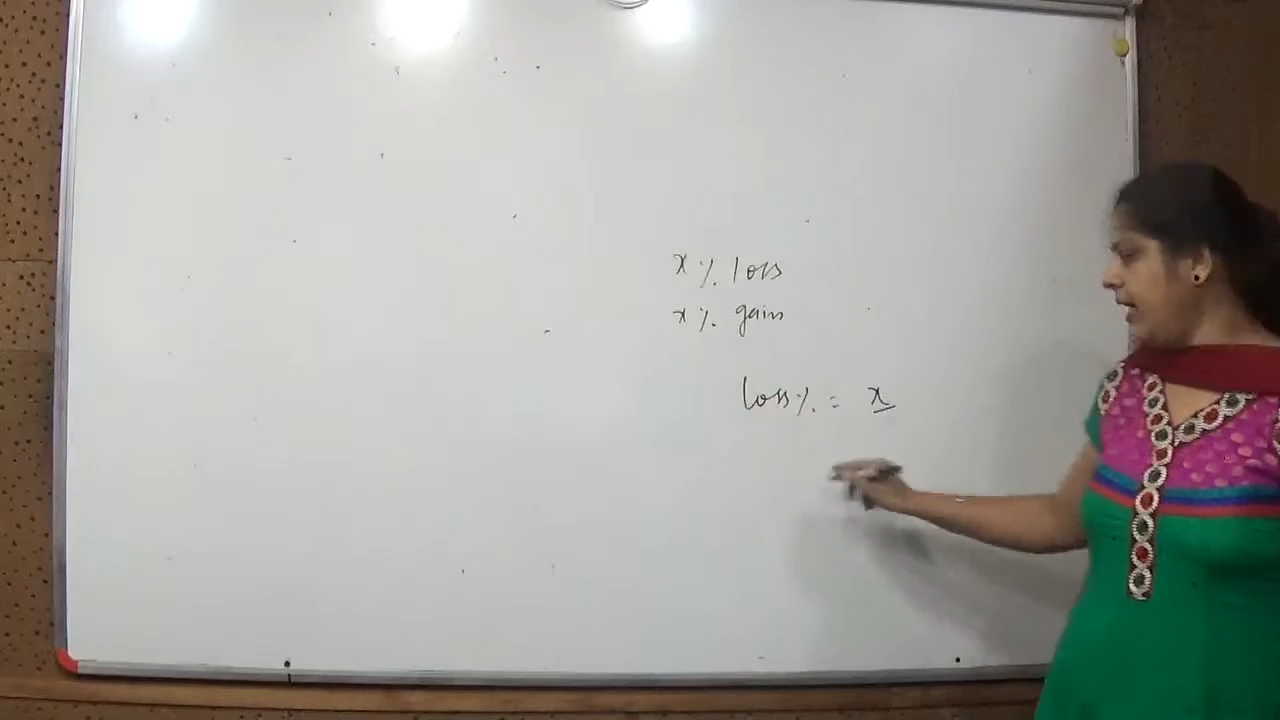 x % loss
x % gain
loss % = x